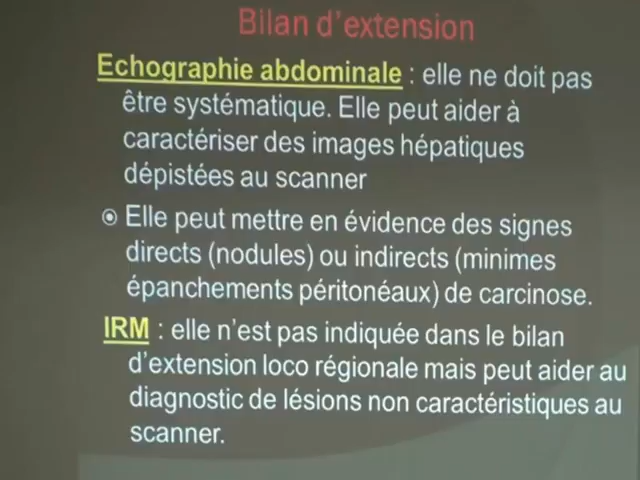 Bilan d’extension
Echographie abdominale : elle ne doit pas
être systématique. Elle peut aider à
caractériser des images hépatiques
dépistées au scanner
Elle peut mettre en évidence des signes
directs (nodules) ou indirects (minimes
épanchements péritonéaux) de carcinose.
IRM : elle n’est pas indiquée dans le bilan
d’extension loco régionale mais peut aider au
diagnostic de lésions non caractéristiques au
scanner.